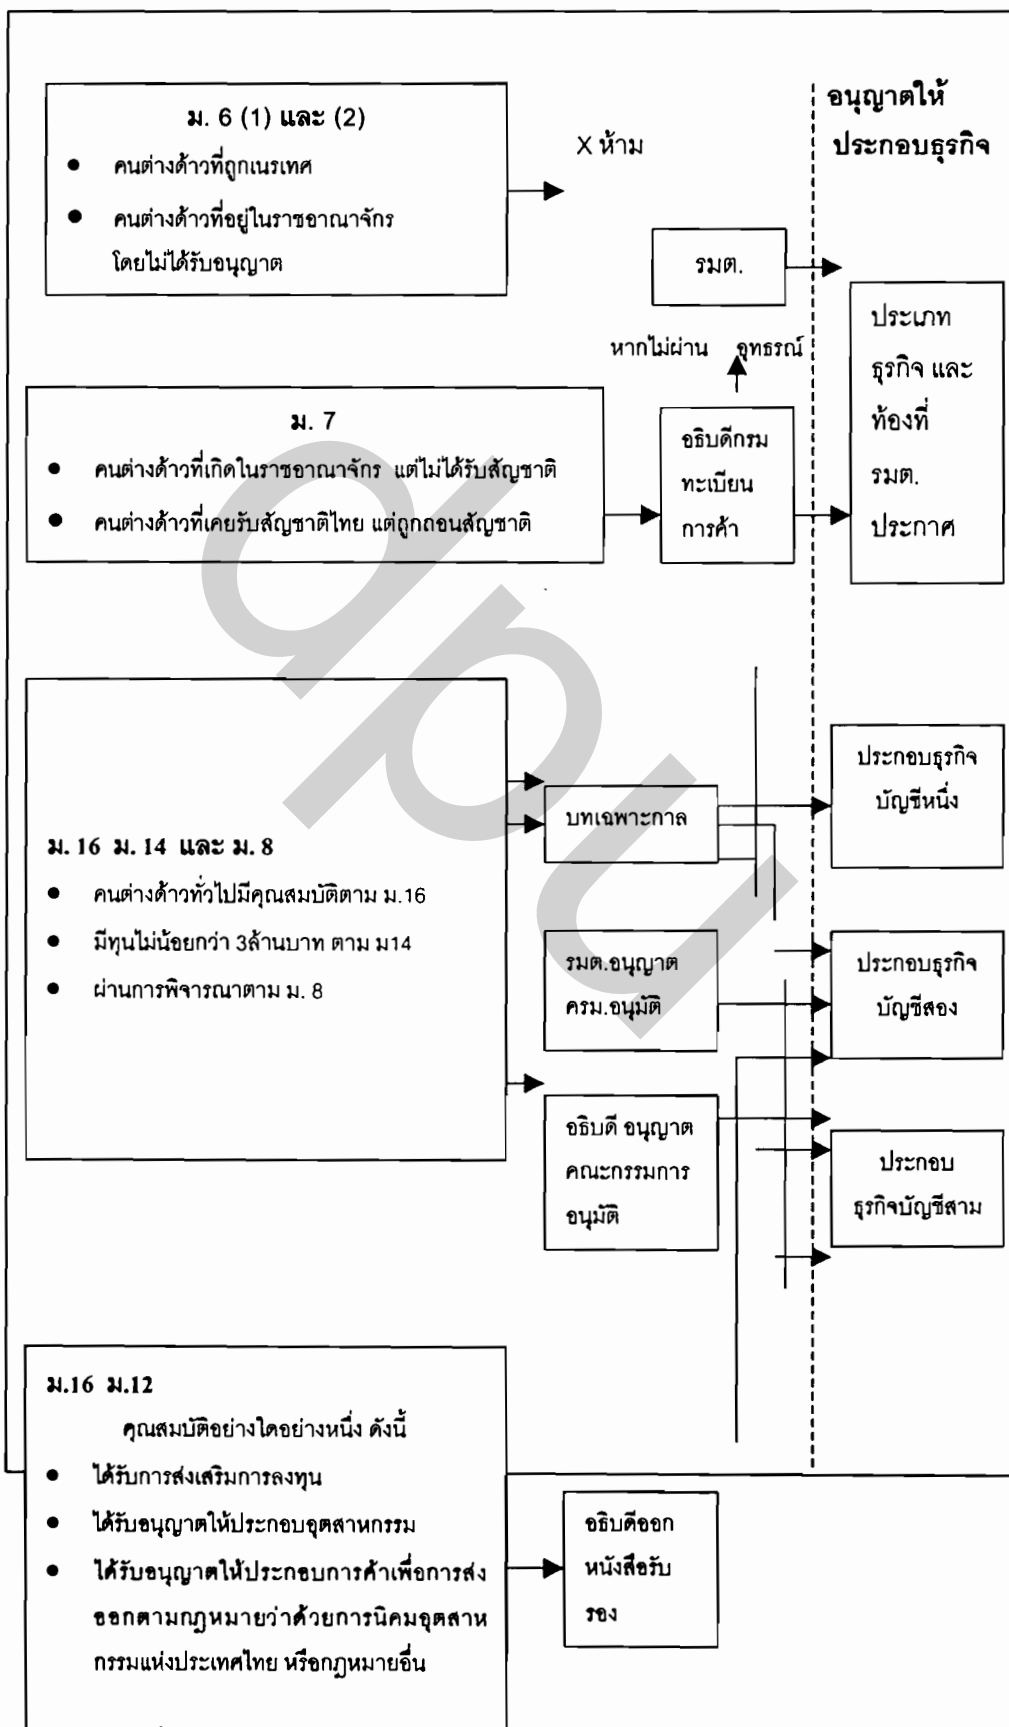 ม. 6 (1) และ (2)
● คนต่างด้าวที่ถูกเนรเทศ
● คนต่างด้าวที่อยู่ในราชอาณาจักร
โดยไม่ได้รับอนุญาต
X ห้าม
อนุญาตให้
ประกอบธุรกิจ
รมต.
หากไม่ผ่าน อุทธรณ์
ประเภท
ธุรกิจ และ
ท้องที่
รมต.
ประกาศ
ม. 7
● คนต่างด้าวที่เกิดในราชอาณาจักร แต่ไม่ได้รับสัญชาติ
● คนต่างด้าวที่เคยรับสัญชาติไทย แต่ถูกถอนสัญชาติ
อธิบดีกรม
ทะเบียน
การค้า
ม. 16 ม. 14 และ ม. 8
● คนต่างด้าวทั่วไปมีคุณสมบัติตาม ม.16
● มีทุนไม่น้อยกว่า 3ล้านบาท ตาม ม14
● ผ่านการพิจารณาตาม ม. 8
บทเฉพาะกาล
ประกอบธุรกิจ
บัญชีหนึ่ง
รมต.อนุญาต
ครม.อนุมัติ
ประกอบธุรกิจ
บัญชีสอง
อธิบดี อนุญาต
คณะกรรมการ
อนุมัติ
ประกอบ
ธุรกิจบัญชีสาม
ม.16 ม.12
คุณสมบัติอย่างใดอย่างหนึ่ง ดังนี้
● ได้รับการส่งเสริมการลงทุน
● ได้รับอนุญาตให้ประกอบอุตสาหกรรม
● ได้รับอนุญาตให้ประกอบการค้าเพื่อการส่ง
ออกตามกฎหมายว่าด้วยการนิคมอุตสาห
กรรมแห่งประเทศไทย หรือกฎหมายอื่น
อธิบดีออก
หนังสือรับ
รอง
dpu